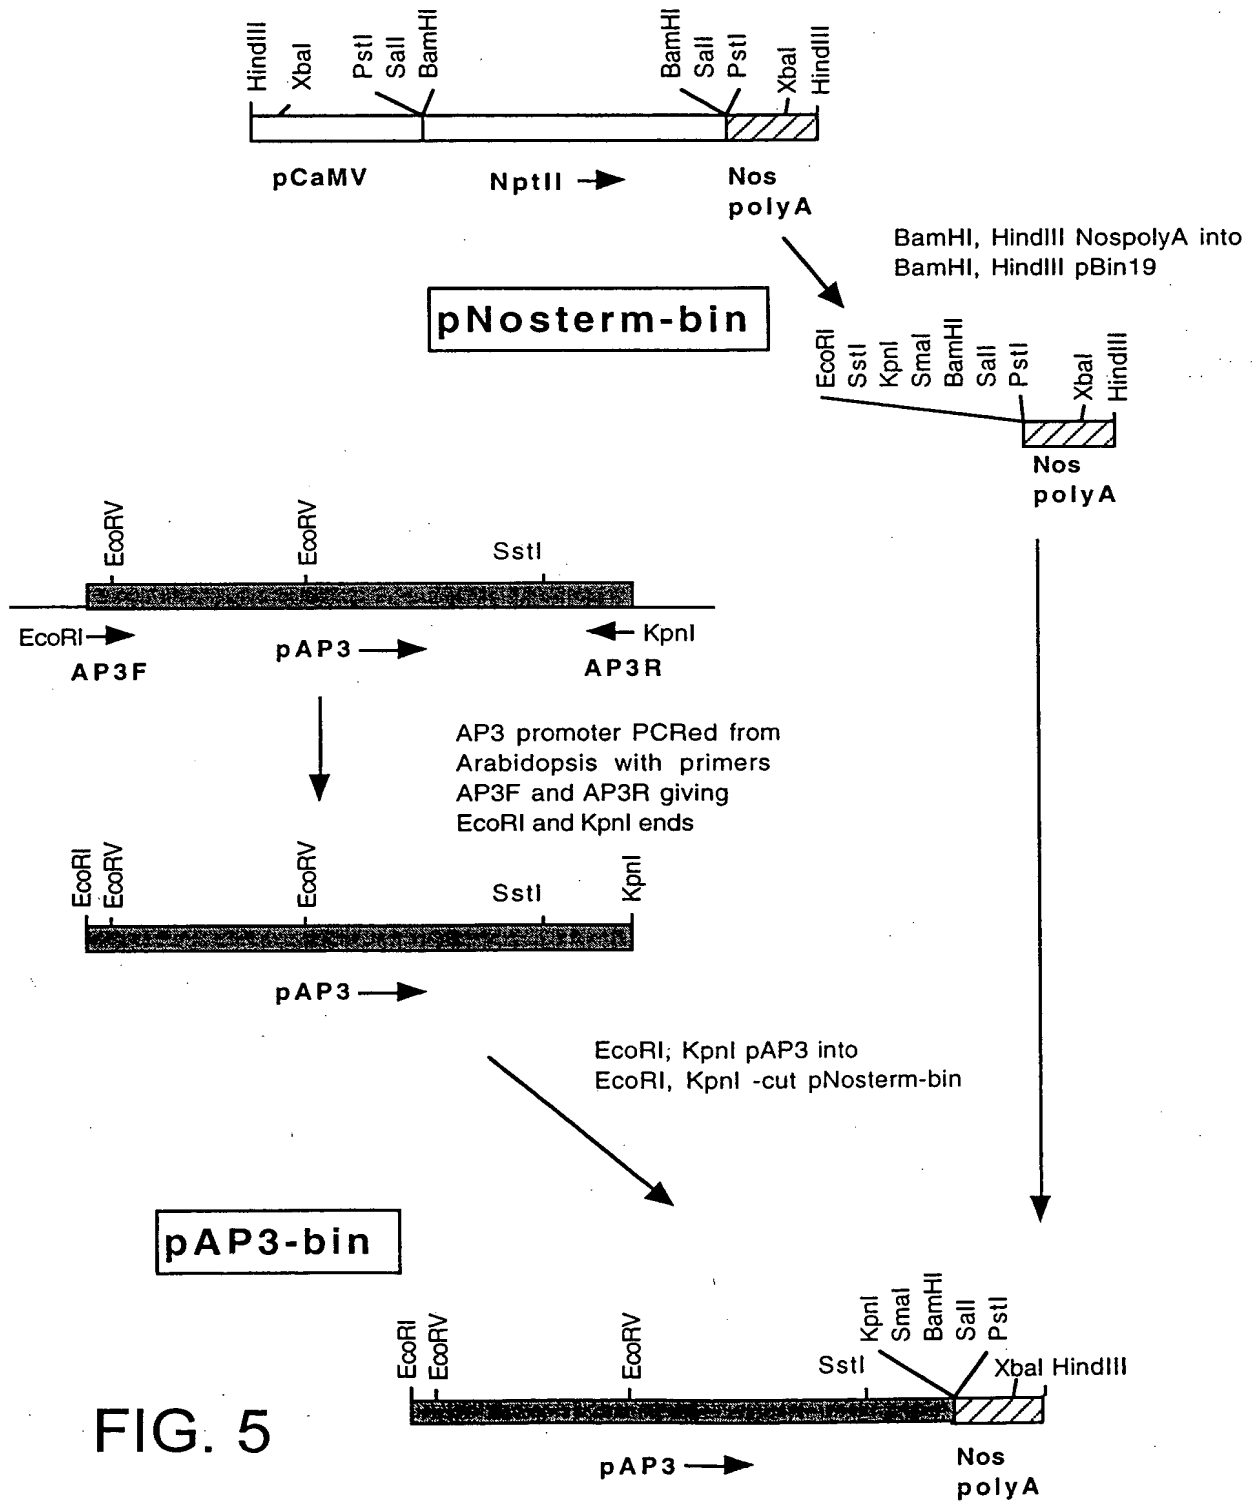 HindIII XbaI PstI SalI BamHI BamHI SalI PstI XbaI HindIII
pCaMV NptII Nos
polyA
BamHI, HindIII NospolyA into
BamHI, HindIII pBin19
pNosterm-bin
EcoRI SstI KpnI SmaI BamHI SalI PstI XbaI HindIII
Nos
polyA
EcoRV EcoRV SstI
EcoRI pAP3 KpnI
AP3F AP3R
AP3 promoter PCRed from
Arabidopsis with primers
AP3F and AP3R giving
EcoRI and KpnI ends
EcoRI EcoRV EcoRV SstI KpnI
pAP3
EcoRI; KpnI pAP3 into
EcoRI, KpnI -cut pNosterm-bin
pAP3-bin
KpnI SmaI BamHI SalI PstI
EcoRI EcoRV EcoRV SstI XbaI HindIII
FIG. 5
pAP3 Nos
polyA